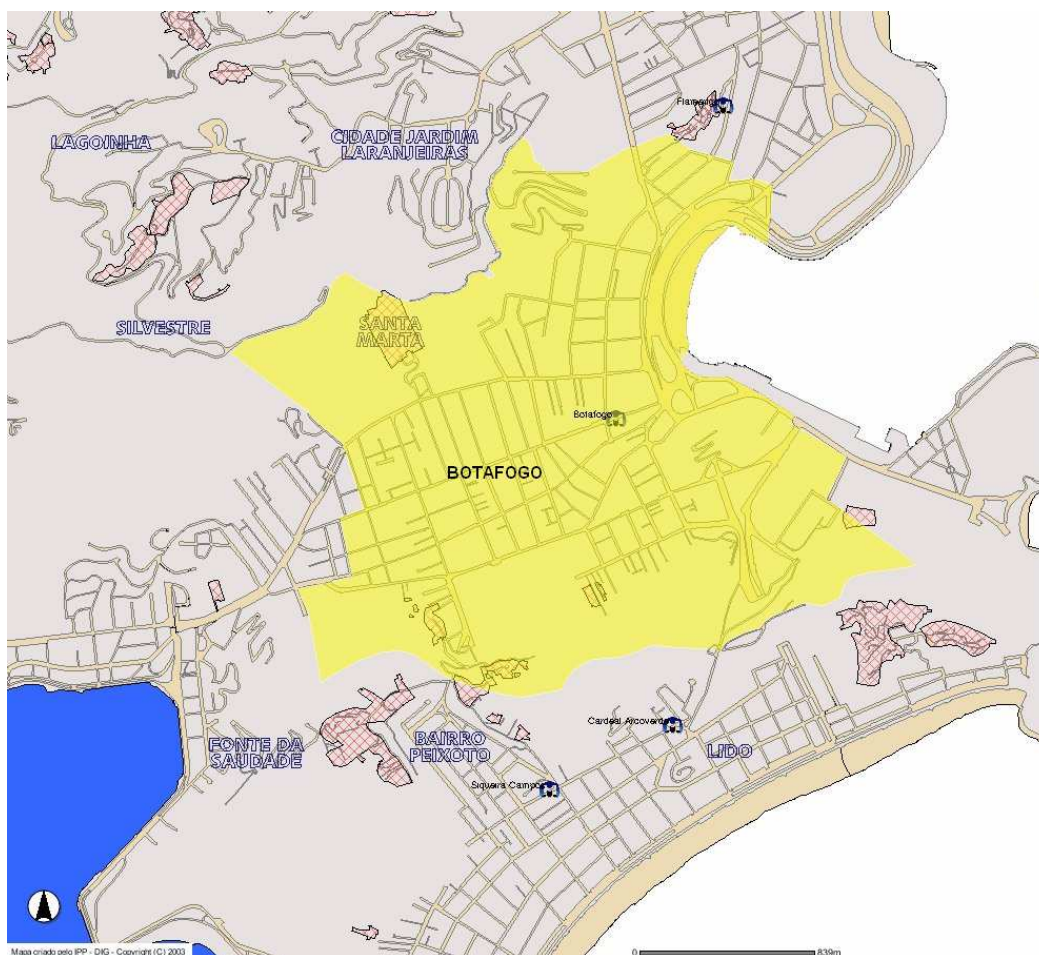 Flamengo
LAGOINHA
CIDADE JARDIM
LARANJEIRAS
SILVESTRE
SANTA
MARTA
Botafogo
BOTAFOGO
Cardeal Arcoverde
FONTE DA
SAUDADE
BAIRRO
PEIXOTO
LIDO
Siqueira Campos
Mapa criado pelo IPP - DIG - Copyright (C) 2003
0 839m